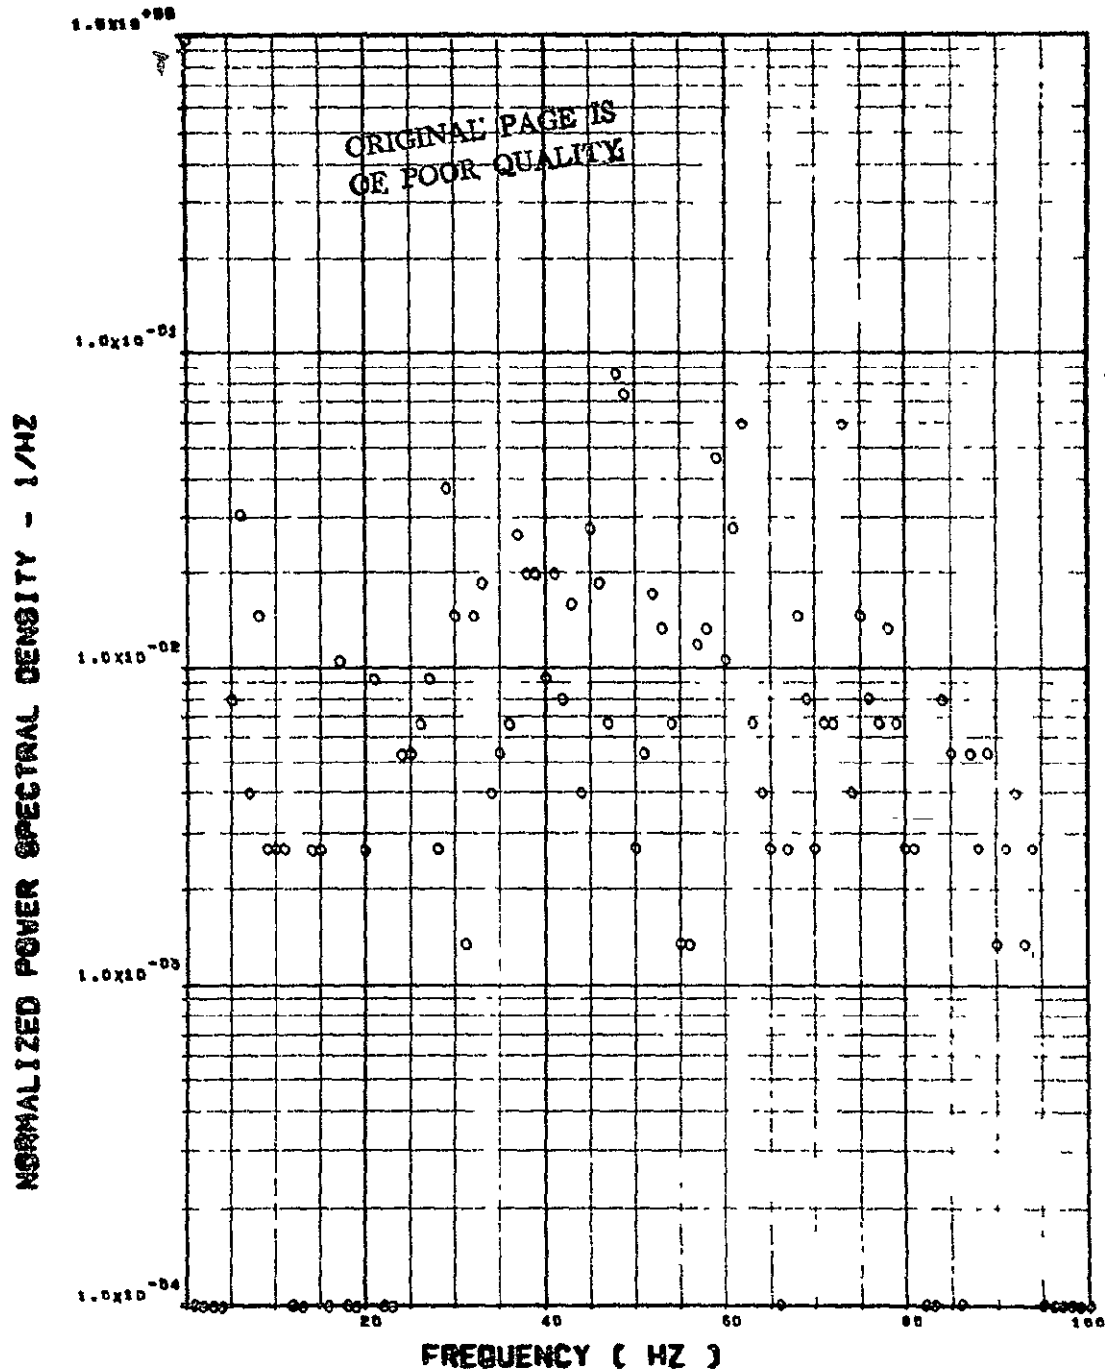 ORIGINAL PAGE IS
OF POOR QUALITY
1.0X10^-01
1.0X10^-02
1.0X10^-03
1.0X10^-04
NORMALIZED POWER SPECTRAL DENSITY - 1/HZ
20 40 60 80 100
FREQUENCY ( HZ )